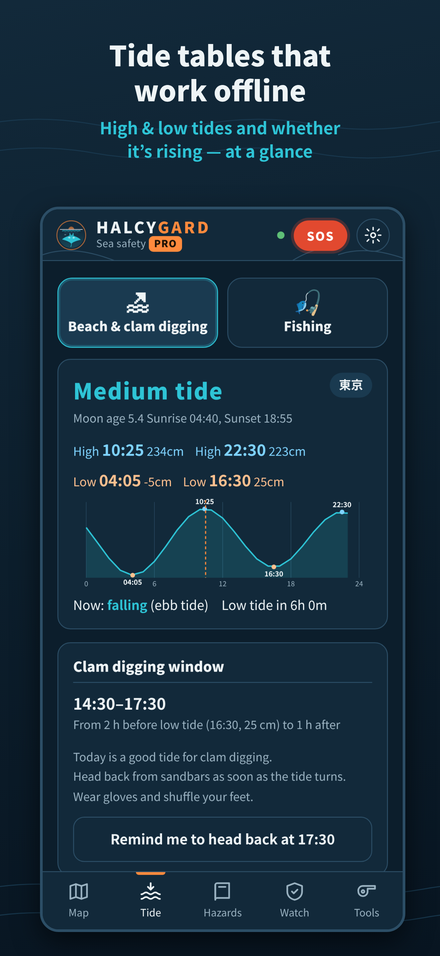 Tide tables that
work offline
High & low tides and whether
it’s rising — at a glance
HALCYGARD
Sea safety PRO
SOS
Beach & clam digging
Fishing
Medium tide
東京
Moon age 5.4 Sunrise 04:40, Sunset 18:55
High 10:25 234cm High 22:30 223cm
Low 04:05 -5cm Low 16:30 25cm
10:25
22:30
04:05
16:30
0 6 12 18 24
Now: falling (ebb tide) Low tide in 6h 0m
Clam digging window
14:30–17:30
From 2 h before low tide (16:30, 25 cm) to 1 h after
Today is a good tide for clam digging.
Head back from sandbars as soon as the tide turns.
Wear gloves and shuffle your feet.
Remind me to head back at 17:30
Map Tide Hazards Watch Tools